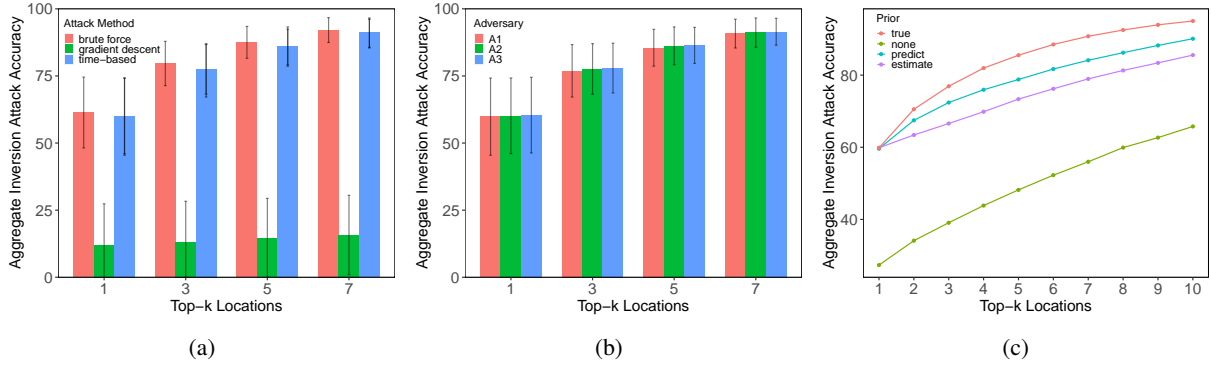 Aggregate Inversion Attack Accuracy
100
75
50
25
0
Attack Method
brute force
gradient descent
time-based
1 3 5 7
Top-k Locations
(a)
Aggregate Inversion Attack Accuracy
100
75
50
25
0
Adversary
A1
A2
A3
1 3 5 7
Top-k Locations
(b)
Aggregate Inversion Attack Accuracy
80
60
40
Prior
true
none
predict
estimate
1 2 3 4 5 6 7 8 9 10
Top-k Locations
(c)